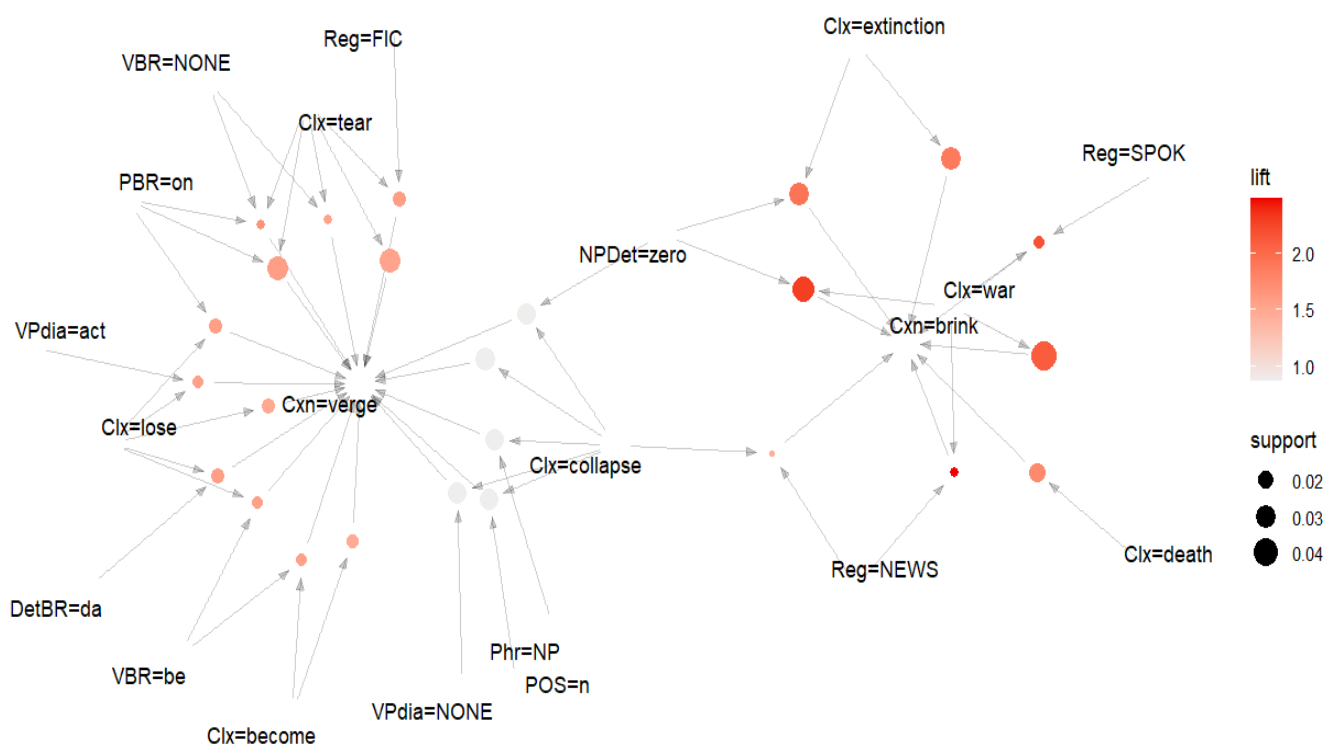 Clx=extinction
Reg=FIC
VBR=NONE
Clx=tear
Reg=SPOK
lift
PBR=on
2.0
NPDet=zero
Clx=war
1.5
Cxn=brink
VPdia=act
1.0
Cxn=verge
Clx=lose
support
Clx=collapse
0.02
0.03
0.04
Reg=NEWS
Clx=death
DetBR=da
Phr=NP
VBR=be
POS=n
VPdia=NONE
Clx=become